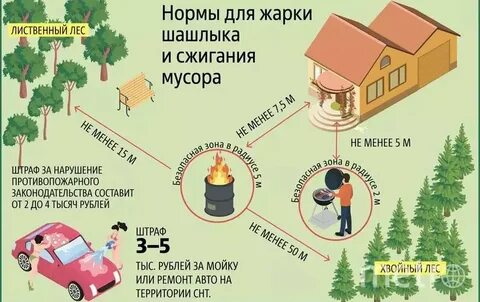 ЛИСТВЕННЫЙ ЛЕС
Нормы для жарки
шашлыка
и сжигания
мусора
НЕ МЕНЕЕ 7,5 М
НЕ МЕНЕЕ 5 М
НЕ МЕНЕЕ 15 М
Безопасная зона в радиусе 5 м
Безопасная зона в радиусе 2 м
ШТРАФ ЗА НАРУШЕНИЕ
ПРОТИВОПОЖАРНОГО
ЗАКОНОДАТЕЛЬСТВА СОСТАВИТ
ОТ 2 ДО 4 ТЫСЯЧ РУБЛЕЙ
НЕ МЕНЕЕ 50 М
ШТРАФ
3–5
ТЫС. РУБЛЕЙ ЗА МОЙКУ
ИЛИ РЕМОНТ АВТО НА
ТЕРРИТОРИИ СНТ.
ХВОЙНЫЙ ЛЕС